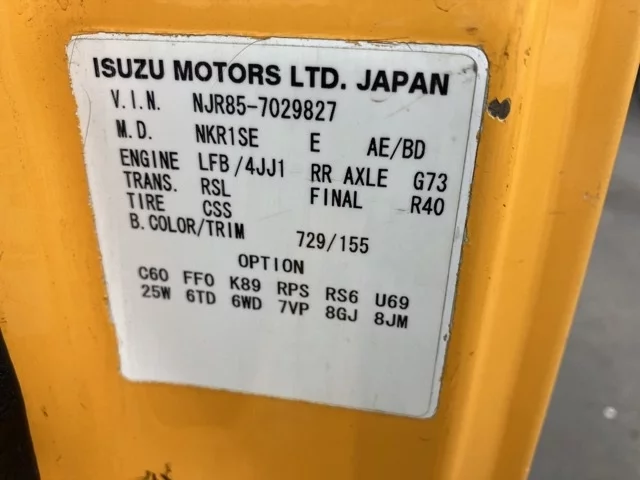 ISUZU MOTORS LTD. JAPAN
V.I.N. NJR85-7029827
M.D. NKR1SE E AE/BD
ENGINE LFB/4JJ1 RR AXLE G73
TRANS. RSL FINAL R40
TIRE CSS
B.COLOR/TRIM 729/155
OPTION
C60 FF0 K89 RPS RS6 U69
25W 6TD 6WD 7VP 8GJ 8JM